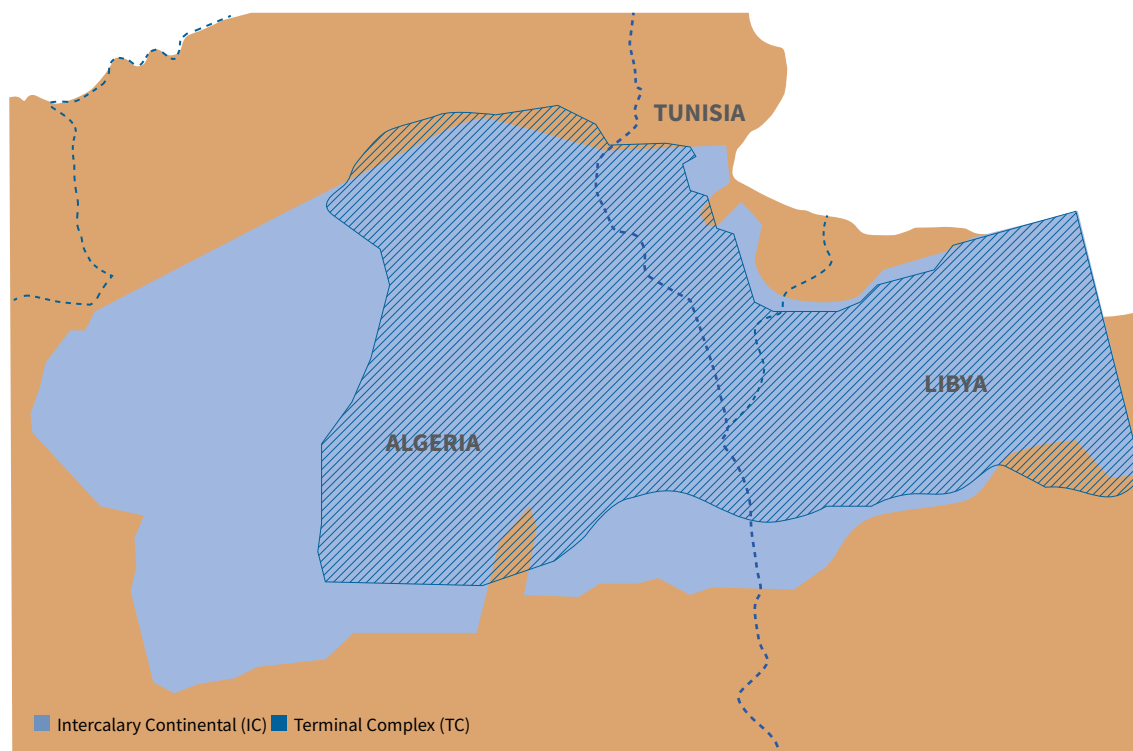 TUNISIA
LIBYA
ALGERIA
Intercalary Continental (IC) Terminal Complex (TC)